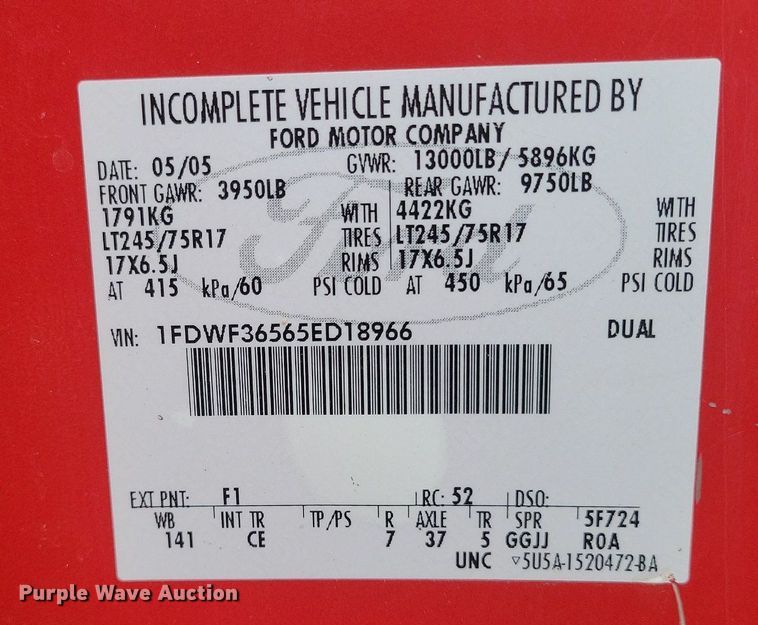 INCOMPLETE VEHICLE MANUFACTURED BY
FORD MOTOR COMPANY
DATE: 05/05 GVWR: 13000LB/ 5896KG
FRONT GAWR: 3950LB REAR GAWR: 9750LB
1791KG WITH 4422KG WITH
LT245/75R17 TIRES LT245/75R17 TIRES
17X6.5J RIMS 17X6.5J RIMS
AT 415 kPa/60 PSI COLD AT 450 kPa/65 PSI COLD
VIN: 1FDWF36565ED18966 DUAL
EXT PNT: F1 RC: 52 DSO:
WB INT TR TP/PS R AXLE TR SPR 5F724
141 CE 7 37 5 GGJJ ROA
UNC ▽5U5A-1520472-BA
Ford
Purple Wave Auction